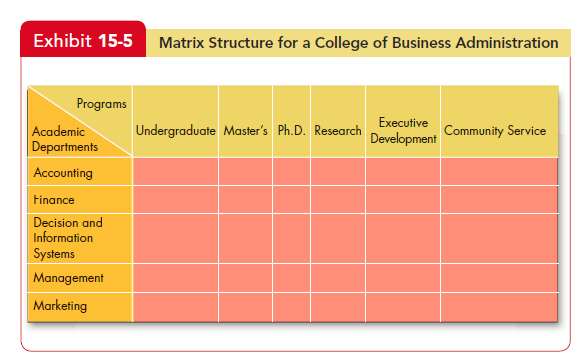 Exhibit 15-5 Matrix Structure for a College of Business Administration
Programs
Academic
Departments
Undergraduate Master's Ph.D. Research Executive
Development Community Service
Accounting
Finance
Decision and
Information
Systems
Management
Marketing